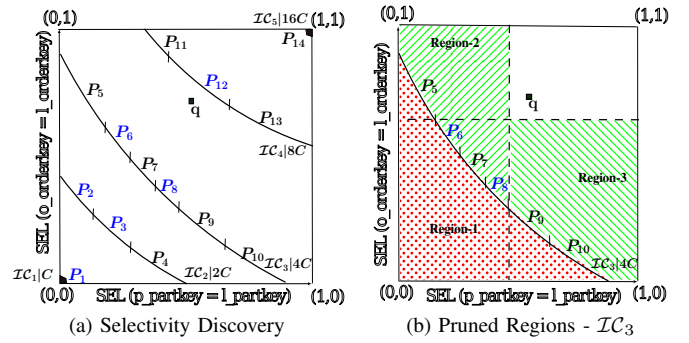 (0,1)
(1,1)
IC₅|16C
P₁₄
P₁₁
P₁₂
q
P₁₃
IC₄|8C
P₅
P₆
P₇
P₈
P₉
P₁₀
IC₃|4C
P₂
P₃
P₄
IC₂|2C
IC₁|C
P₁
SEL (o_orderkey = l_orderkey)
(0,0)
SEL (p_partkey = l_partkey)
(1,0)
(a) Selectivity Discovery
(0,1)
(1,1)
Region-2
q
P₅
P₆
P₇
P₈
Region-3
P₉
Region-1
P₁₀
IC₃|4C
SEL (o_orderkey = l_orderkey)
(0,0)
SEL (p_partkey = l_partkey)
(1,0)
(b) Pruned Regions - IC₃